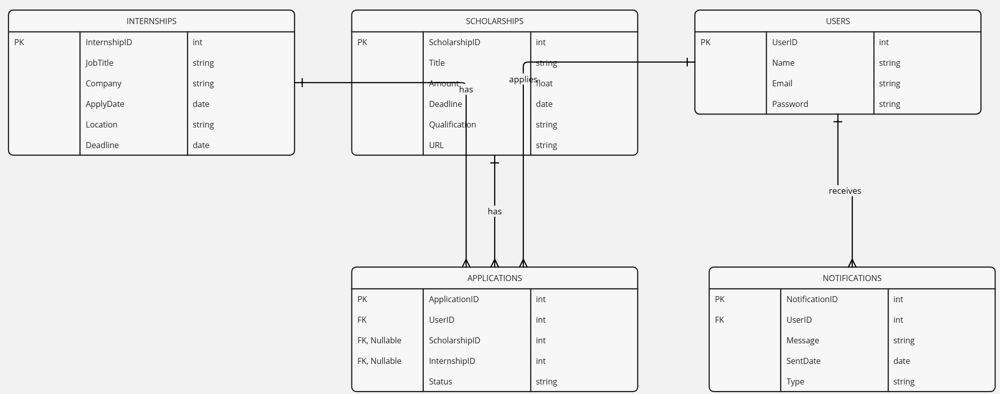 INTERNSHIPS
PK InternshipID int
JobTitle string
Company string
ApplyDate date
Location string
Deadline date
SCHOLARSHIPS
PK ScholarshipID int
Title string
Amount float
Deadline date
Qualification string
URL string
USERS
PK UserID int
Name string
Email string
Password string
has
applies
has
receives
APPLICATIONS
PK ApplicationID int
FK UserID int
FK, Nullable ScholarshipID int
FK, Nullable InternshipID int
Status string
NOTIFICATIONS
PK NotificationID int
FK UserID int
Message string
SentDate date
Type string